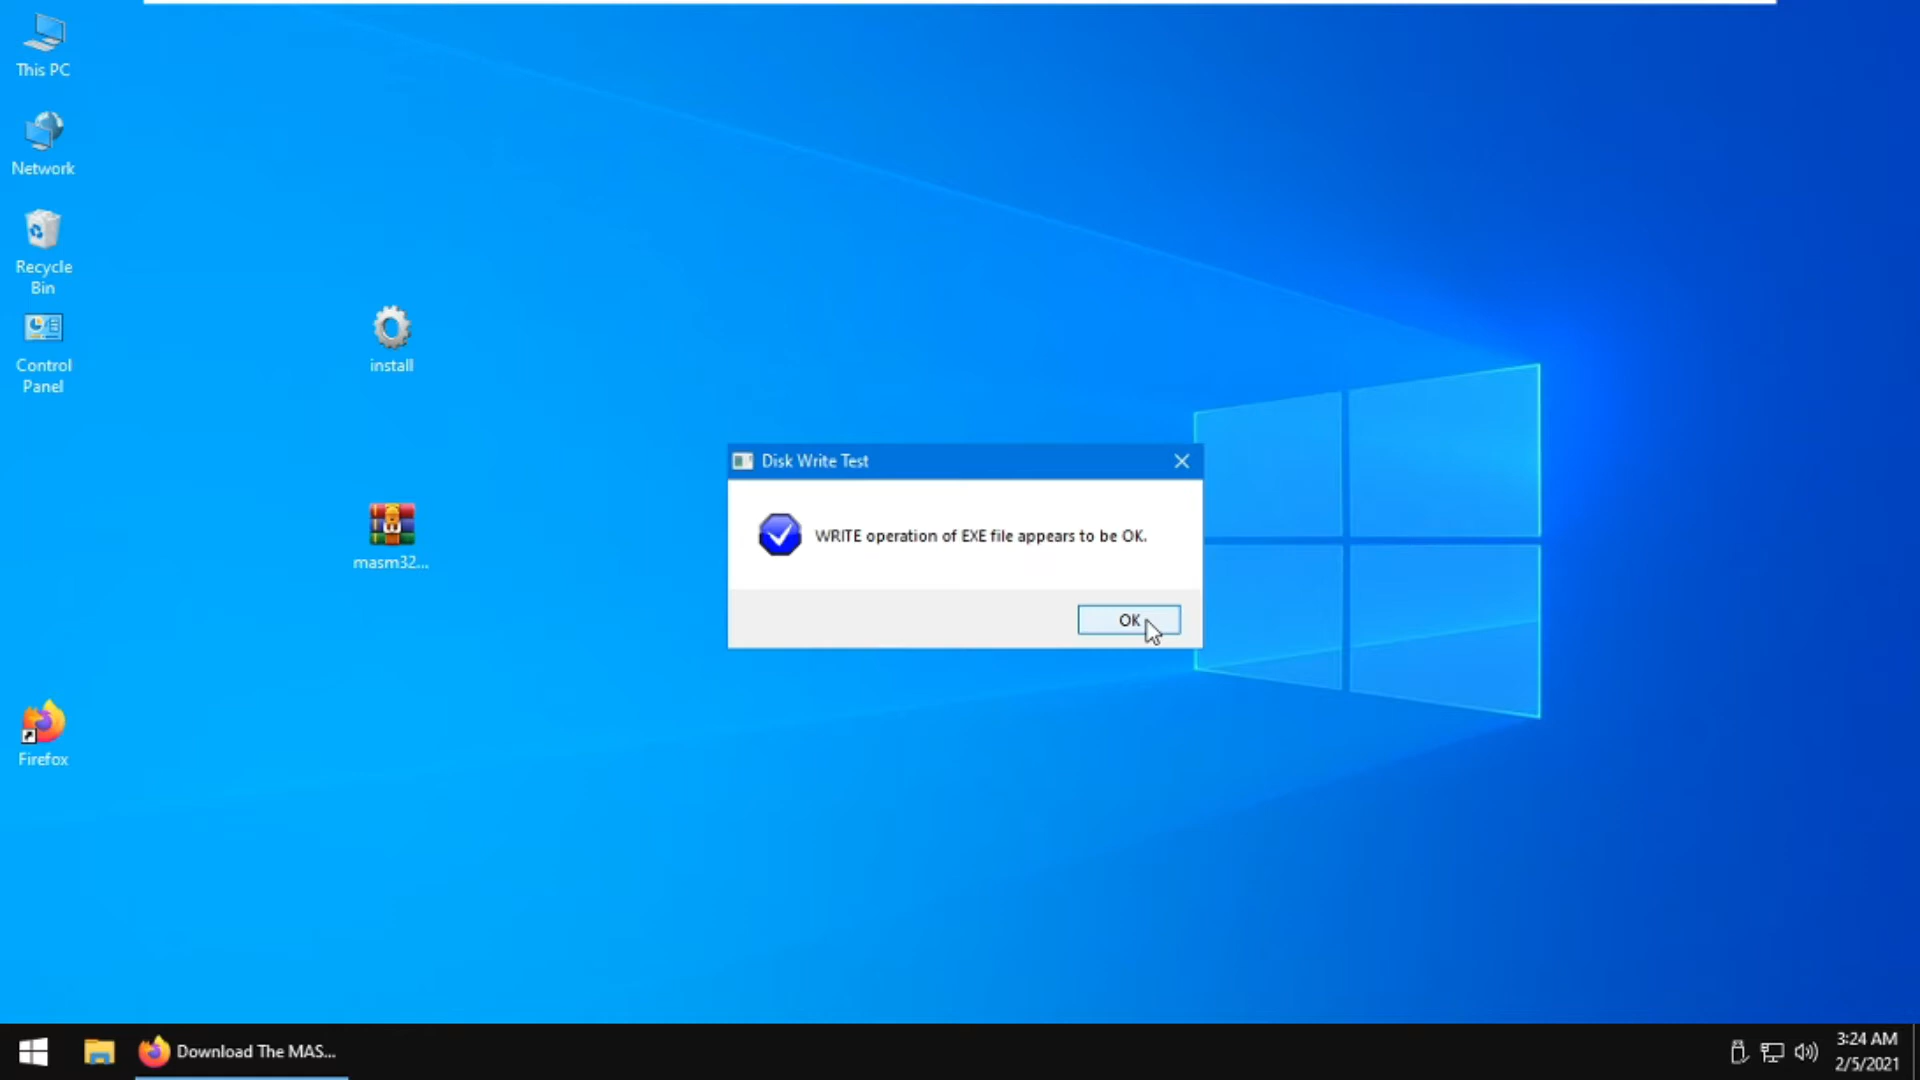 This PC
Network
Recycle
Bin
Control
Panel
install
masm32...
Firefox
Disk Write Test
WRITE operation of EXE file appears to be OK.
OK
Download The MAS...
3:24 AM
2/5/2021